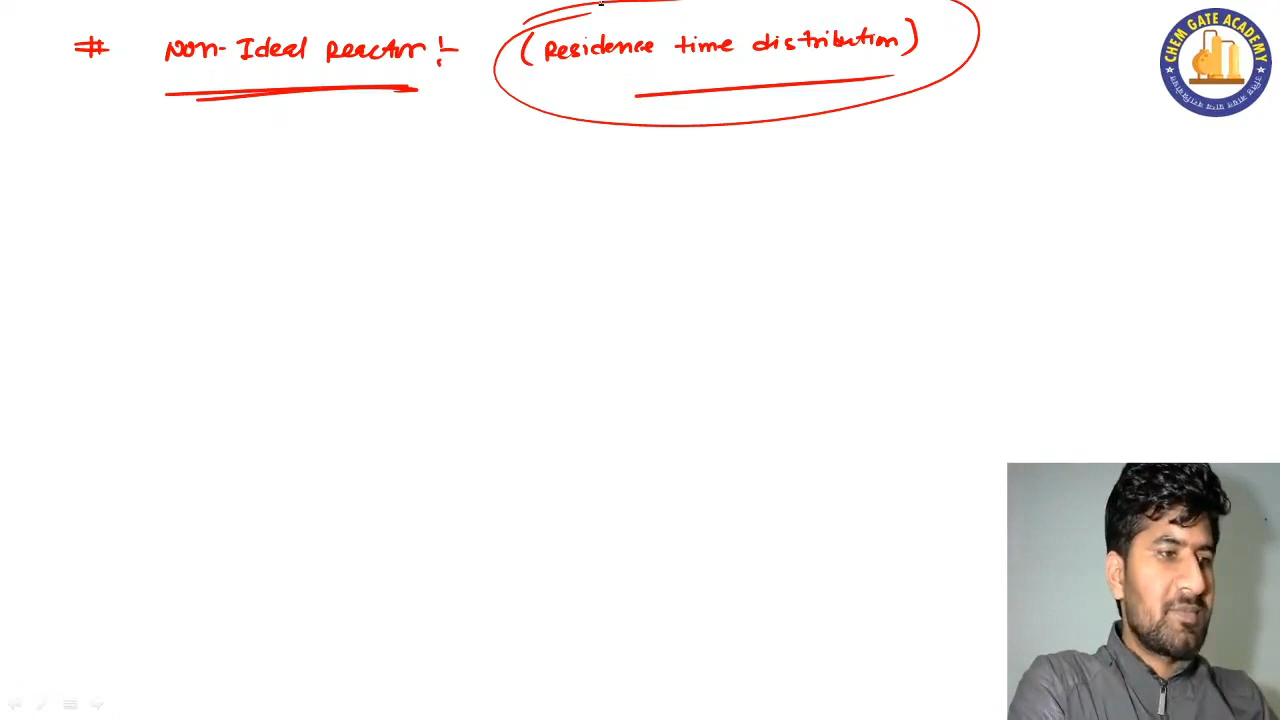 # Non-Ideal Reactor :- (Residence time distribution)
CHEM GATE ACADEMY